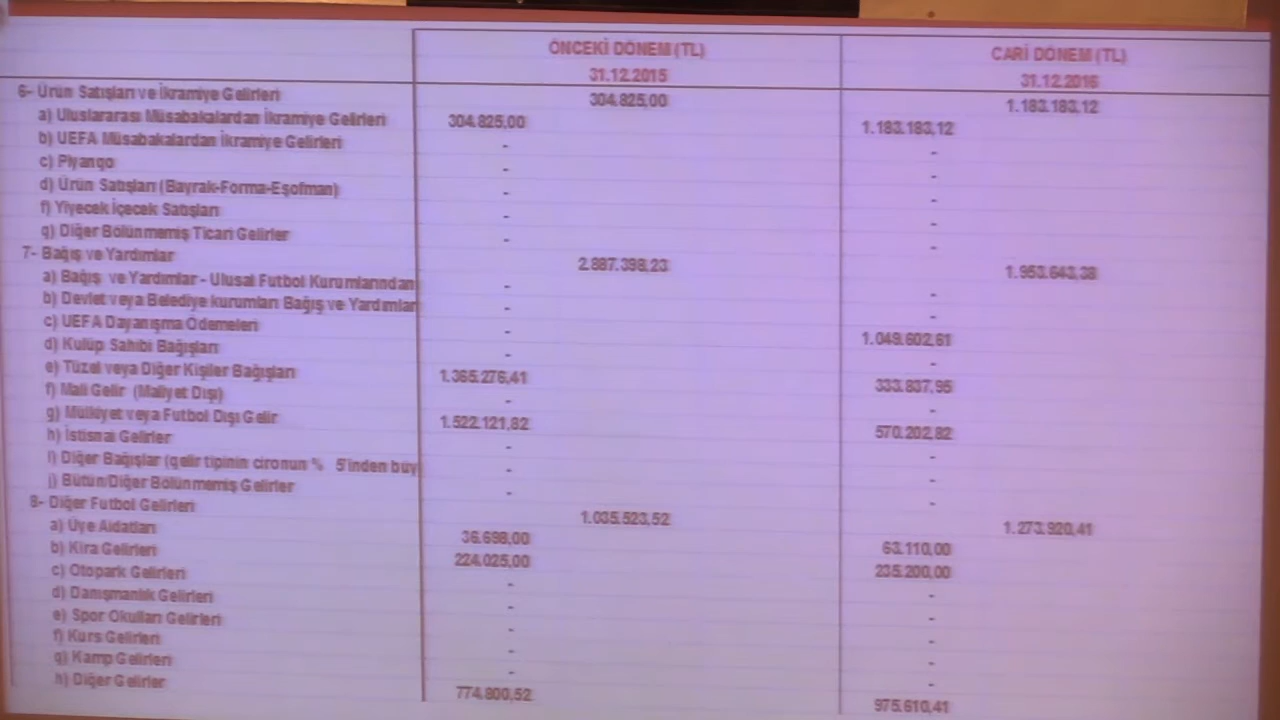 ÖNCEKİ DÖNEM (TL) CARİ DÖNEM (TL)
31.12.2015 31.12.2016
6- Ürün Satışları ve İkramiye Gelirleri 304.825,00 1.183.183,12
a) Uluslararası Müsabakalardan İkramiye Gelirleri 304.825,00 1.183.183,12
b) UEFA Müsabakalardan İkramiye Gelirleri - -
c) Piyango - -
d) Ürün Satışları (Bayrak-Forma-Eşofman) - -
f) Yiyecek İçecek Satışları - -
g) Diğer Bölünmemiş Ticari Gelirler - -
7- Bağış ve Yardımlar 2.887.398,23 1.953.643,38
a) Bağış ve Yardımlar - Ulusal Futbol Kurumlarından - -
b) Devlet veya Belediye kurumları Bağış ve Yardımlar - -
c) UEFA Dayanışma Ödemeleri - 1.049.602,61
d) Kulüp Sahibi Bağışları - -
e) Tüzel veya Diğer Kişiler Bağışları 1.365.276,41 333.837,95
f) Mali Gelir (Maliyet Dışı) - -
g) Mülkiyet veya Futbol Dışı Gelir 1.522.121,82 570.202,82
h) İstisnai Gelirler - -
i) Diğer Bağışlar (gelir tipinin cironun % 5'inden büy - -
j) Bütün/Diğer Bölünmemiş Gelirler - -
8- Diğer Futbol Gelirleri 1.035.523,52 1.273.920,41
a) Üye Aidatları 36.698,00 63.110,00
b) Kira Gelirleri 224.025,00 235.200,00
c) Otopark Gelirleri - -
d) Danışmanlık Gelirleri - -
e) Spor Okulları Gelirleri - -
f) Kurs Gelirleri - -
g) Kamp Gelirleri - -
h) Diğer Gelirler 774.800,52 975.610,41